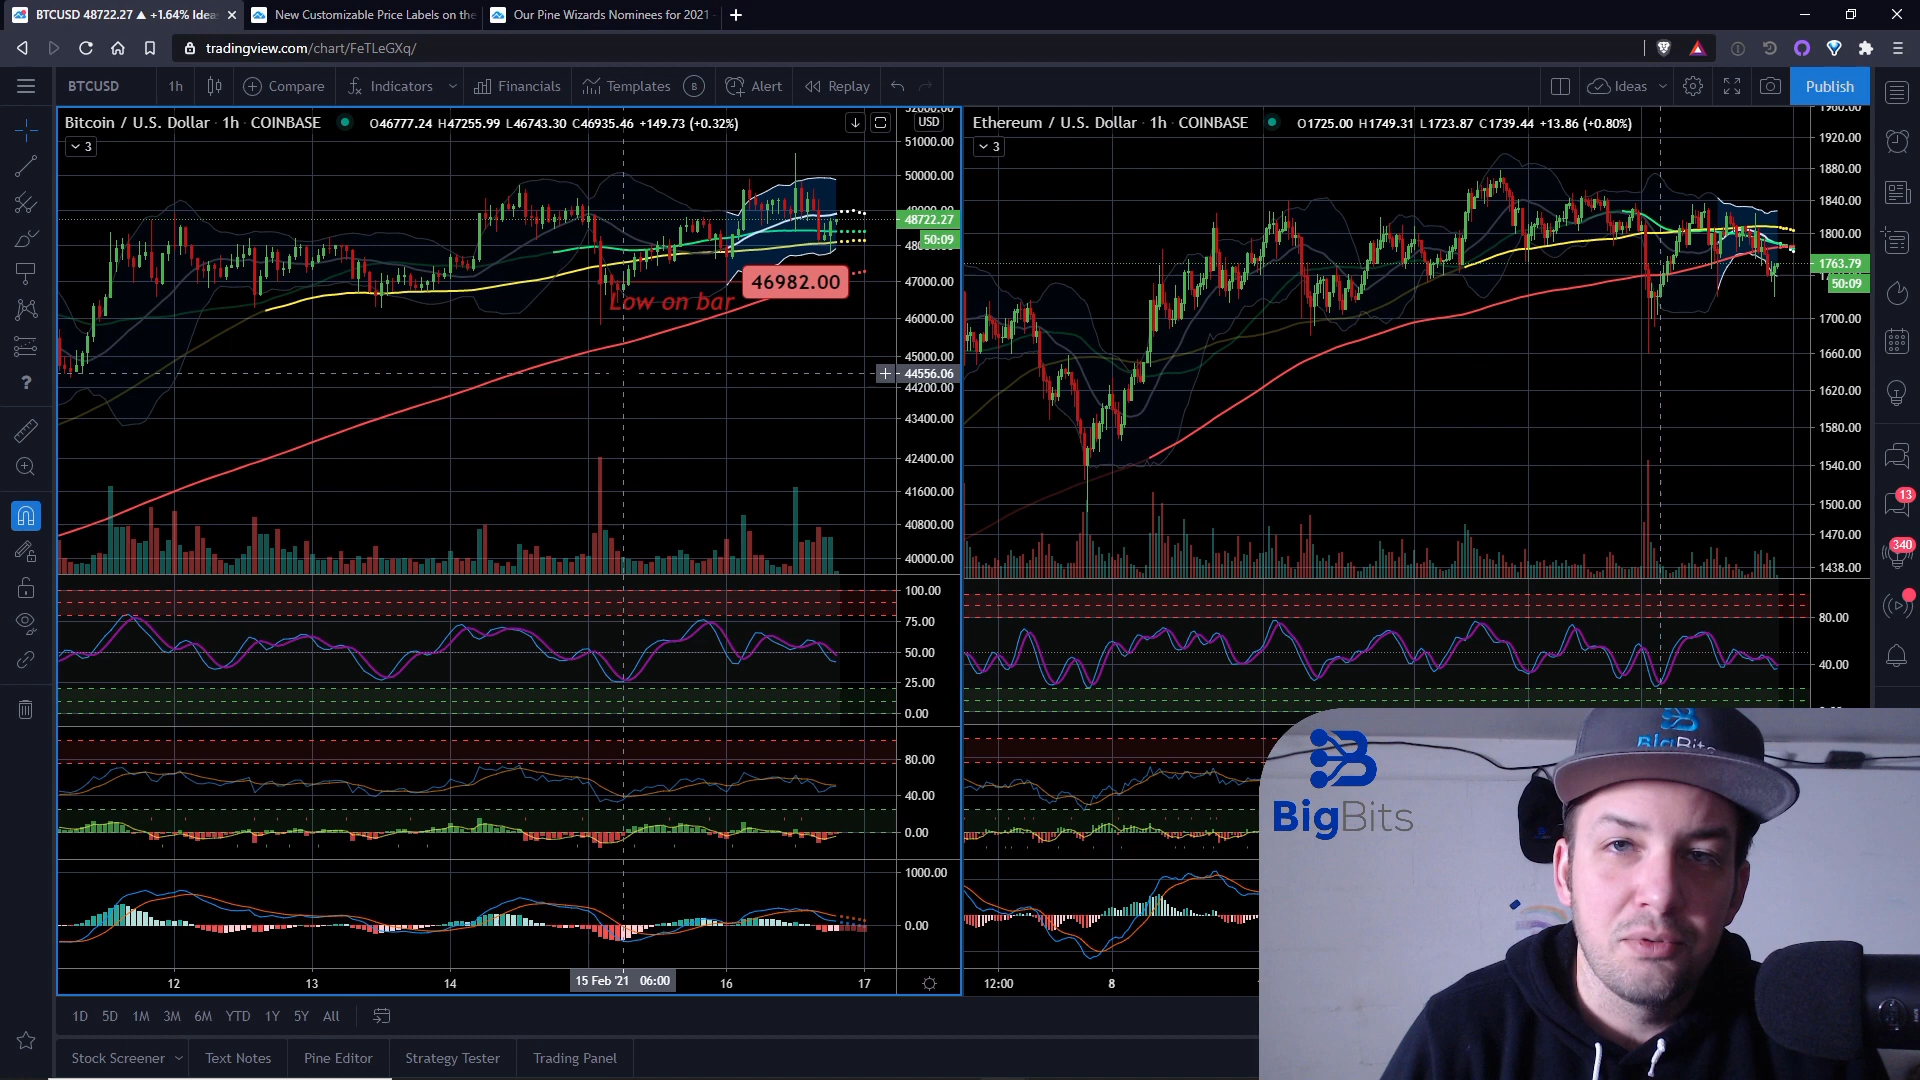 BTCUSD 48722.27 ▲ +1.64% Idea
New Customizable Price Labels on the
Our Pine Wizards Nominees for 2021
tradingview.com/chart/FeTLeGXq/
BTCUSD
1h
Compare
Indicators
Financials
Templates
B
Alert
Replay
Ideas
Publish
Bitcoin / U.S. Dollar · 1h · COINBASE
O46777.24 H47255.99 L46743.30 C46935.46 +149.73 (+0.32%)
USD
3
51000.00
50000.00
48722.27
50:09
47000.00
46000.00
45000.00
44556.06
44200.00
43400.00
42400.00
41600.00
40800.00
40000.00
46982.00
Low on bar
100.00
75.00
50.00
25.00
0.00
80.00
40.00
0.00
1000.00
0.00
12
13
14
15 Feb '21 06:00
16
17
Ethereum / U.S. Dollar · 1h · COINBASE
O1725.00 H1749.31 L1723.87 C1739.44 +13.86 (+0.80%)
3
1960.00
1920.00
1880.00
1840.00
1800.00
1763.79
50:09
1700.00
1660.00
1620.00
1580.00
1540.00
1500.00
1470.00
1438.00
80.00
40.00
12:00
8
13
340
BigBits
BigBits
1D
5D
1M
3M
6M
YTD
1Y
5Y
All
Stock Screener
Text Notes
Pine Editor
Strategy Tester
Trading Panel